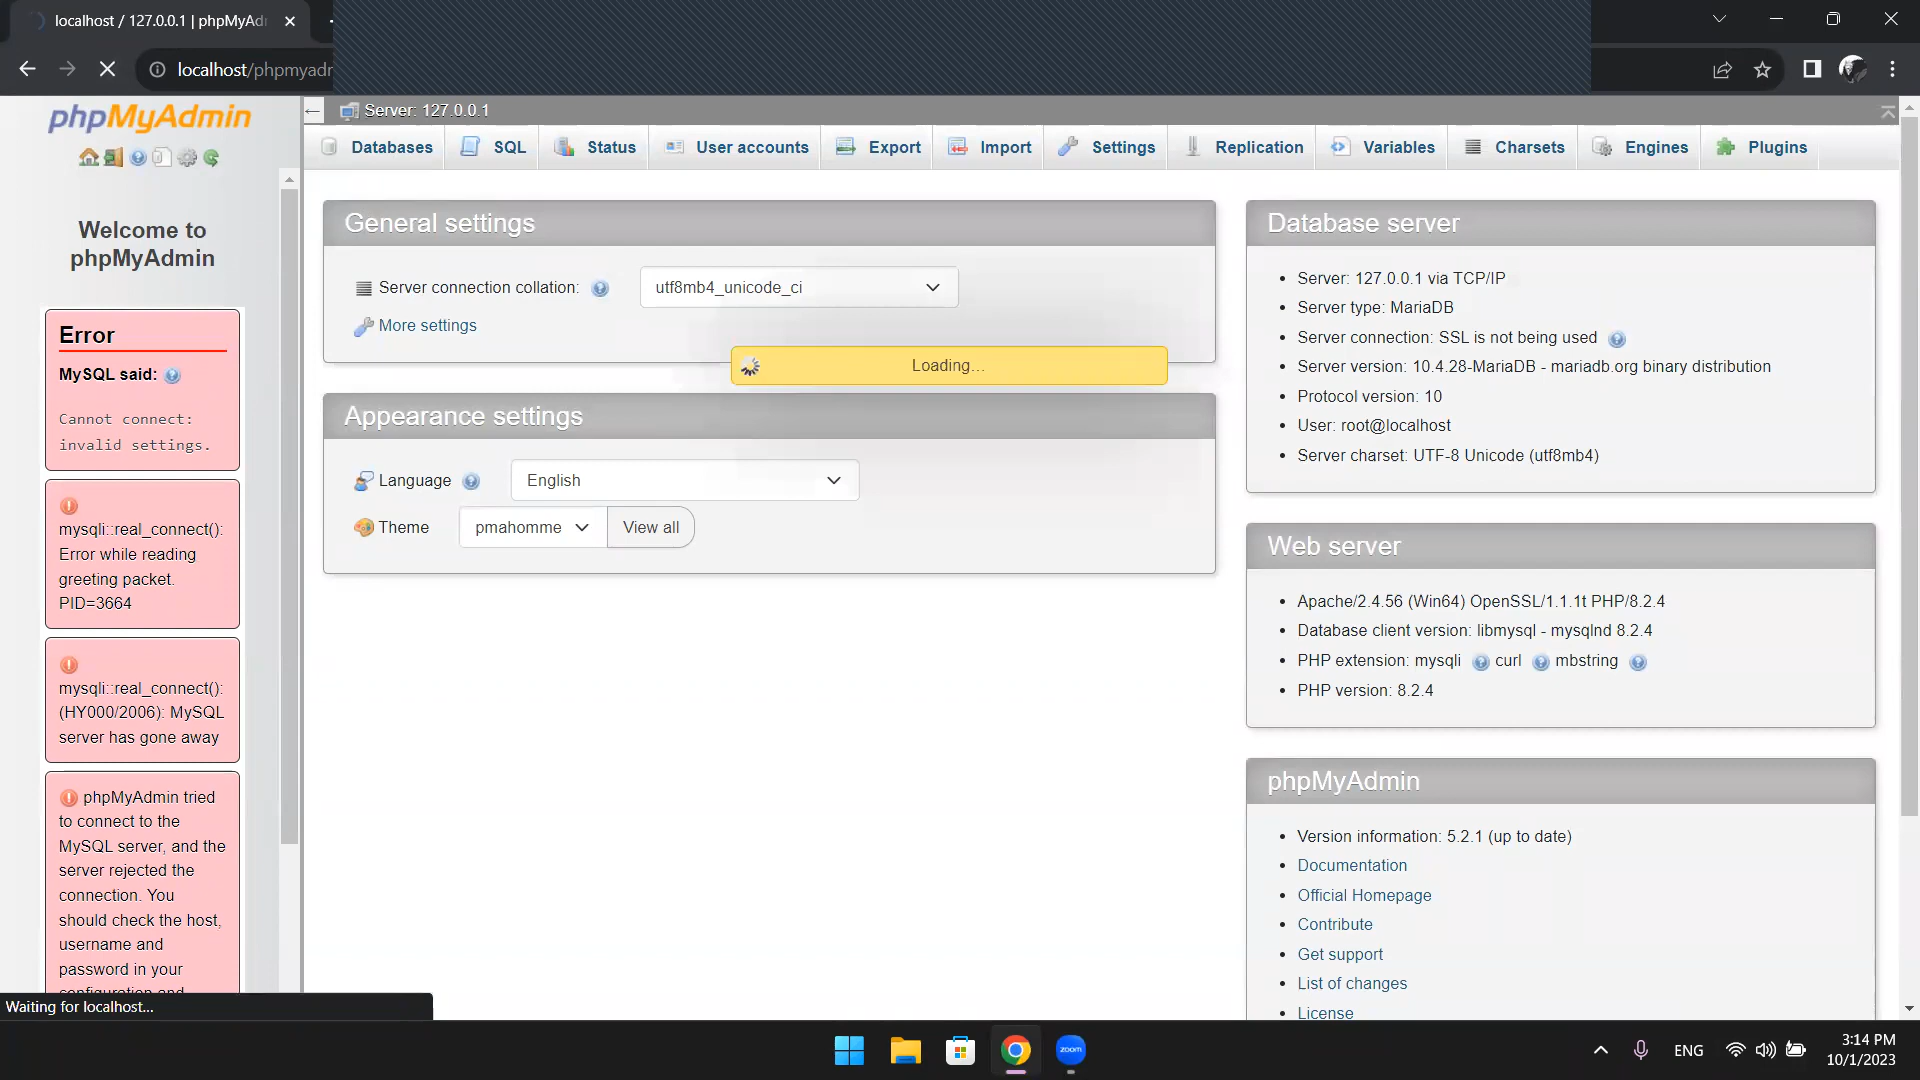 localhost / 127.0.0.1 | phpMyAd
localhost/phpmyadr
phpMyAdmin
Server: 127.0.0.1
Databases
SQL
Status
User accounts
Export
Import
Settings
Replication
Variables
Charsets
Engines
Plugins
Welcome to
phpMyAdmin
Error
MySQL said:
Cannot connect:
invalid settings.
mysqli::real_connect():
Error while reading
greeting packet.
PID=3664
mysqli::real_connect():
(HY000/2006): MySQL
server has gone away
phpMyAdmin tried
to connect to the
MySQL server, and the
server rejected the
connection. You
should check the host,
username and
password in your
configuration and
General settings
Server connection collation:
utf8mb4_unicode_ci
More settings
Loading…
Appearance settings
Language
English
Theme
pmahomme
View all
Database server
Server: 127.0.0.1 via TCP/IP
Server type: MariaDB
Server connection: SSL is not being used
Server version: 10.4.28-MariaDB - mariadb.org binary distribution
Protocol version: 10
User: root@localhost
Server charset: UTF-8 Unicode (utf8mb4)
Web server
Apache/2.4.56 (Win64) OpenSSL/1.1.1t PHP/8.2.4
Database client version: libmysql - mysqlnd 8.2.4
PHP extension: mysqli curl mbstring
PHP version: 8.2.4
phpMyAdmin
Version information: 5.2.1 (up to date)
Documentation
Official Homepage
Contribute
Get support
List of changes
License
Waiting for localhost...
zoom
ENG
3:14 PM
10/1/2023